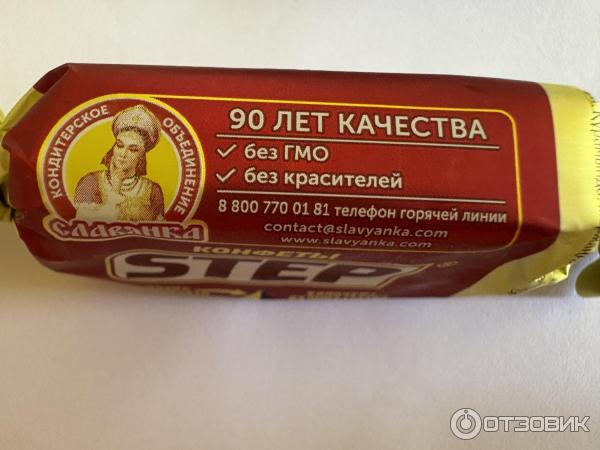 КОНДИТЕРСКОЕ ОБЪЕДИНЕНИЕ
СЛАВЯНКА
90 ЛЕТ КАЧЕСТВА
✓ без ГМО
✓ без красителей
8 800 770 01 81 телефон горячей линии
contact@slavyanka.com
www.slavyanka.com
КОНФЕТЫ
STEP®
ОТЗОВИК